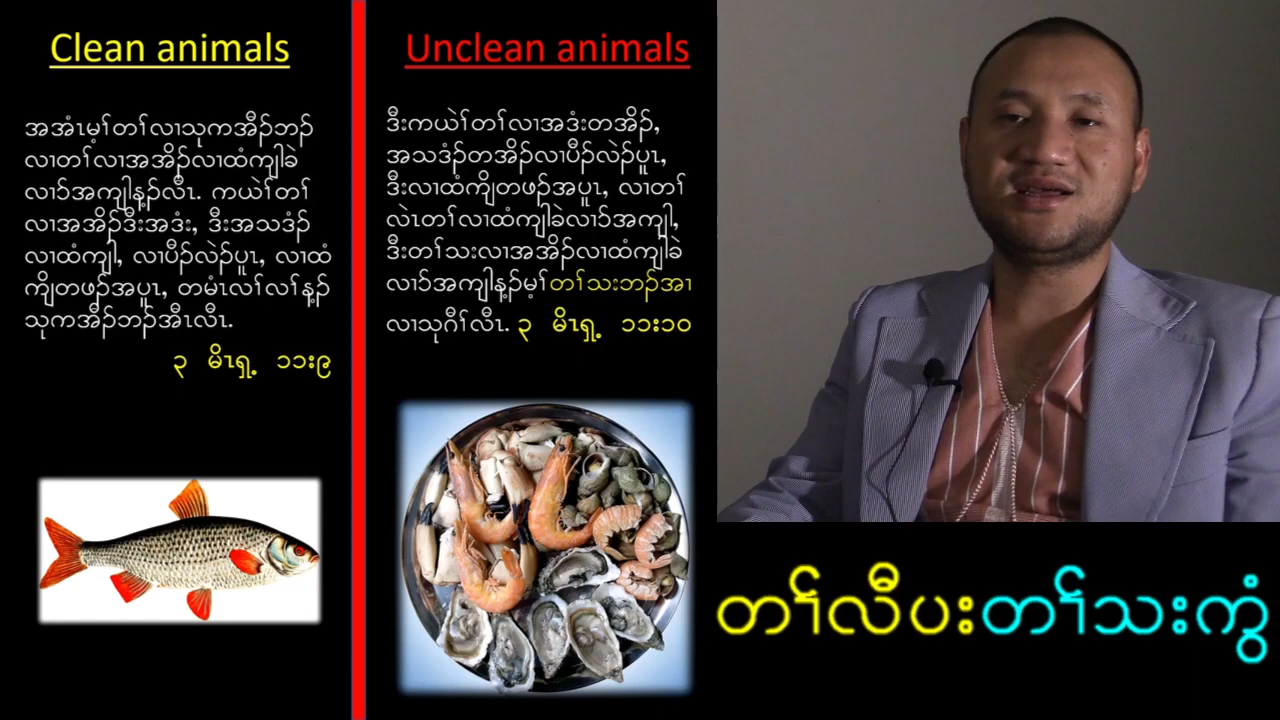 Clean animals
အအံၤမ့ၢ်တၢ်လၢသုကအီၣ်ဘၣ်
လၢတၢ်လၢအအိၣ်လၢထံကျါခဲ
လၢာ်အကျါန့ၣ်လီၤ. ကယဲၢ်တၢ်
လၢအအိၣ်ဒီးအဒံး, ဒီးအသဒံၣ်
လၢထံကျါ, လၢပီၣ်လဲၣ်ပူၤ, လၢထံ
ကျိတဖၣ်အပူၤ, တမံၤလၢ်လၢ်န့ၣ်
သုကအီၣ်ဘၣ်အီၤလီၤ.
၃ မိၤရှ့ ၁၁း၉
Unclean animals
ဒီးကယဲၢ်တၢ်လၢအဒံးတအိၣ်,
အသဒံၣ်တအိၣ်လၢပီၣ်လဲၣ်ပူၤ,
ဒီးလၢထံကျိတဖၣ်အပူၤ, လၢတၢ်
လဲၤတၢ်လၢထံကျါခဲလၢာ်အကျါ,
ဒီးတၢ်သးလၢအအိၣ်လၢထံကျါခဲ
လၢာ်အကျါန့ၣ်မ့ၢ်တၢ်သးဘၣ်အၢ
လၢသုဂီၢ်လီၤ. ၃ မိၤရှ့ ၁၁း၁၀
တၢ်လီပးတၢ်သးကွံ